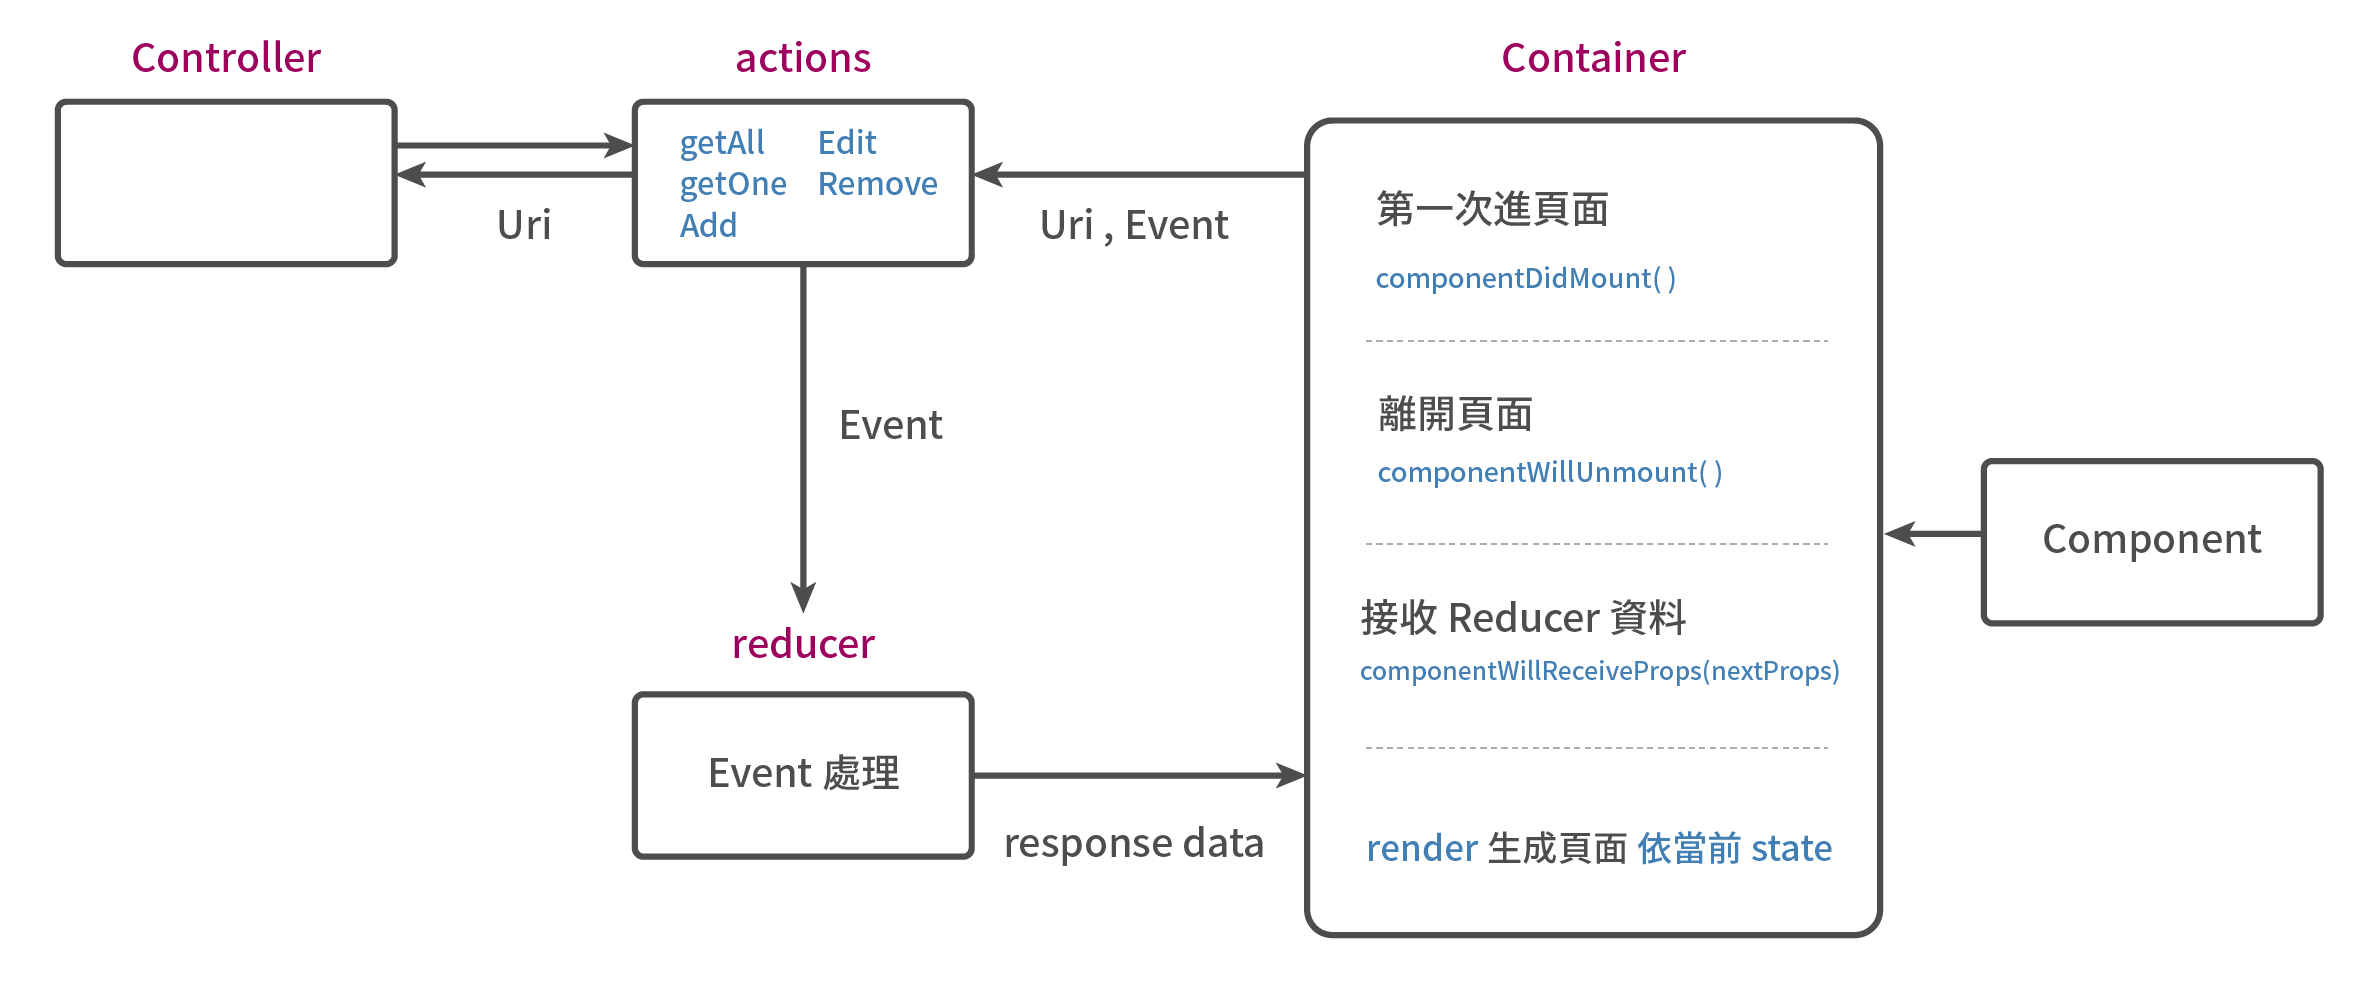 Controller
actions
Container
getAll
Edit
getOne
Remove
Add
Uri
Uri , Event
第一次進頁面
componentDidMount( )
離開頁面
componentWillUnmount( )
Event
Component
接收 Reducer 資料
componentWillReceiveProps(nextProps)
reducer
Event 處理
response data
render 生成頁面 依當前 state